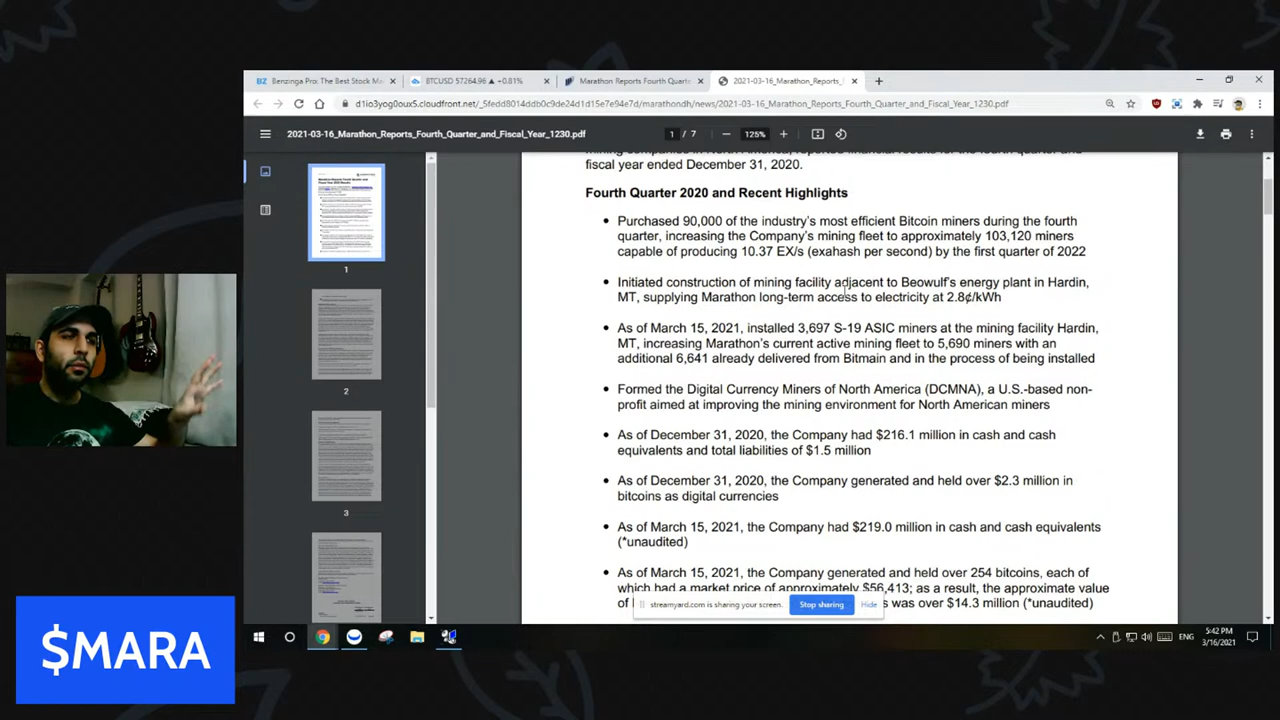 Benzinga Pro: The Best Stock Ma
BTCUSD 57264.96 ▲ +0.81%
Marathon Reports Fourth Quarte
2021-03-16_Marathon_Reports_
d1io3yog0oux5.cloudfront.net/_5fedd8014ddb0c9de24d1d15e7e94e7d/marathondh/news/2021-03-16_Marathon_Reports_Fourth_Quarter_and_Fiscal_Year_1230.pdf
2021-03-16_Marathon_Reports_Fourth_Quarter_and_Fiscal_Year_1230.pdf
1 / 7
125%
fiscal year ended December 31, 2020.
Fourth Quarter 2020 and Recent Highlights
• Purchased 90,000 of the industry's most efficient Bitcoin miners during the fourth
quarter, increasing the Company's mining fleet to approximately 103,120 miners
capable of producing 10.37 EX/s (exahash per second) by the first quarter of 2022
• Initiated construction of mining facility adjacent to Beowulf's energy plant in Hardin,
MT, supplying Marathon long-term access to electricity at 2.8¢/kWh
• As of March 15, 2021, installed 3,697 S-19 ASIC miners at the mining facility Hardin,
MT, increasing Marathon's current active mining fleet to 5,690 miners with an
additional 6,641 already delivered from Bitmain and in the process of being installed
• Formed the Digital Currency Miners of North America (DCMNA), a U.S.-based non-
profit aimed at improving the mining environment for North American miners
• As of December 31, 2020, the Company had $216.1 million in cash and cash
equivalents and total liabilities of $1.5 million
• As of December 31, 2020, the Company generated and held over $2.3 million in
bitcoins as digital currencies
• As of March 15, 2021, the Company had $219.0 million in cash and cash equivalents
(*unaudited)
• As of March 15, 2021, the Company generated and held over 254 bitcoins, each of
which had a market price of approximately $56,413; as a result, the approximate value
of
s was over $14.3 million (*unaudited)
streamyard.com is sharing your screen.
Stop sharing
Hide
1
2
3
$MARA
ENG
5:42 PM
3/16/2021